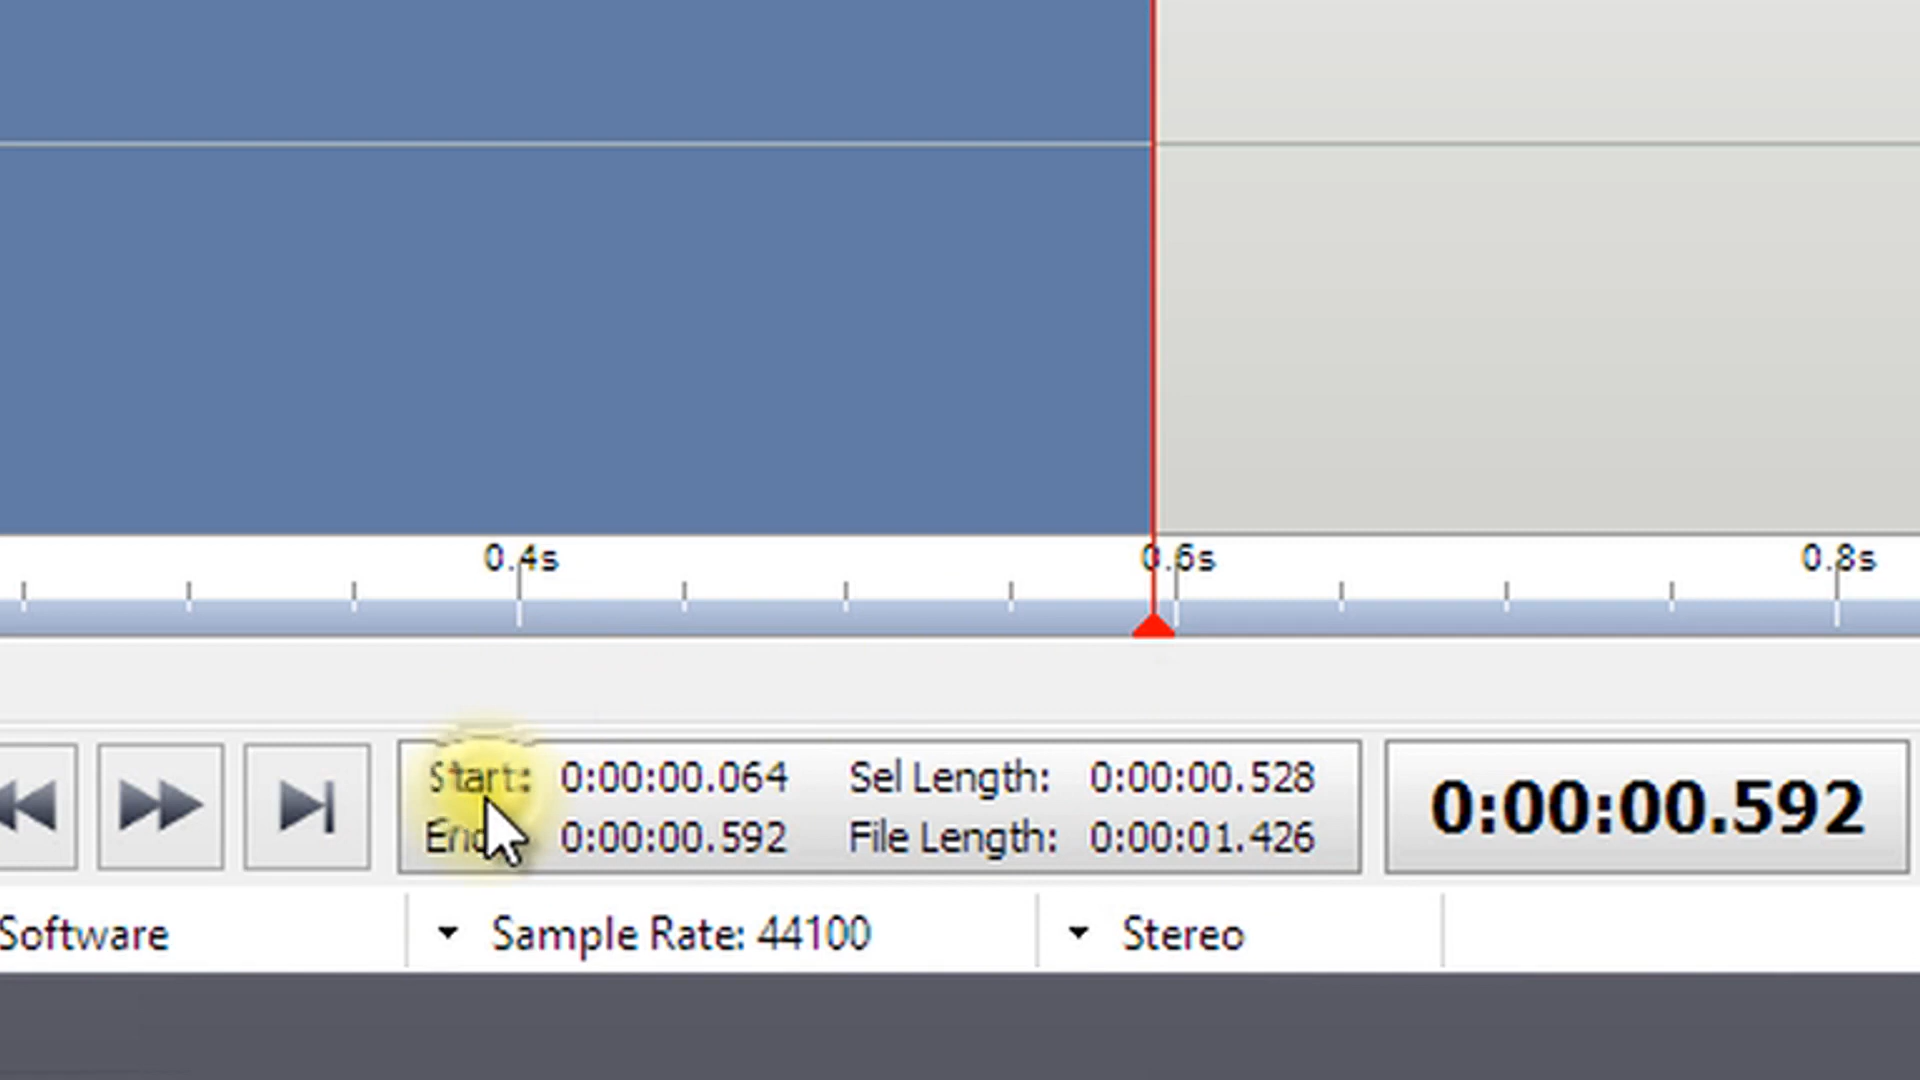 0.4s 0.6s 0.8s
Start: 0:00:00.064 Sel Length: 0:00:00.528
End: 0:00:00.592 File Length: 0:00:01.426
0:00:00.592
Software Sample Rate: 44100 Stereo